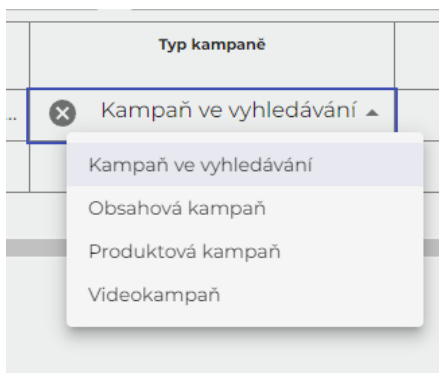 Typ kampaně
... Kampaň ve vyhledávání
Kampaň ve vyhledávání
Obsahová kampaň
Produktová kampaň
Videokampaň